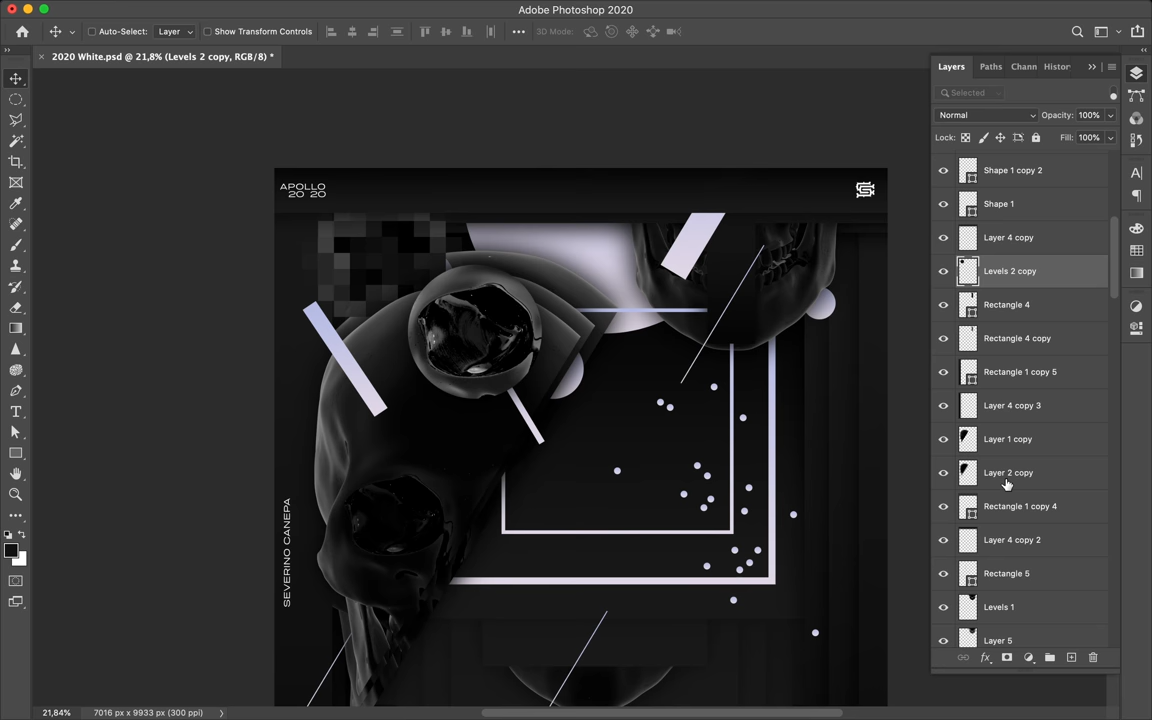 Adobe Photoshop 2020
Auto-Select:
Layer
Show Transform Controls
3D Mode:
2020 White.psd @ 21,8% (Levels 2 copy, RGB/8) *
Layers
Paths
Chann
Histor
Selected
Normal
Opacity:
100%
Lock:
Fill:
100%
Shape 1 copy 2
Shape 1
Layer 4 copy
Levels 2 copy
Rectangle 4
Rectangle 4 copy
Rectangle 1 copy 5
Layer 4 copy 3
Layer 1 copy
Layer 2 copy
Rectangle 1 copy 4
Layer 4 copy 2
Rectangle 5
Levels 1
Layer 5
fx
APOLLO
20 20
SEVERINO CANEPA
21,84%
7016 px x 9933 px (300 ppi)